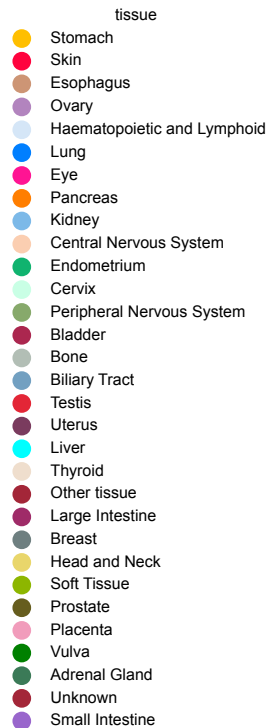 tissue
Stomach
Skin
Esophagus
Ovary
Haematopoietic and Lymphoid
Lung
Eye
Pancreas
Kidney
Central Nervous System
Endometrium
Cervix
Peripheral Nervous System
Bladder
Bone
Biliary Tract
Testis
Uterus
Liver
Thyroid
Other tissue
Large Intestine
Breast
Head and Neck
Soft Tissue
Prostate
Placenta
Vulva
Adrenal Gland
Unknown
Small Intestine